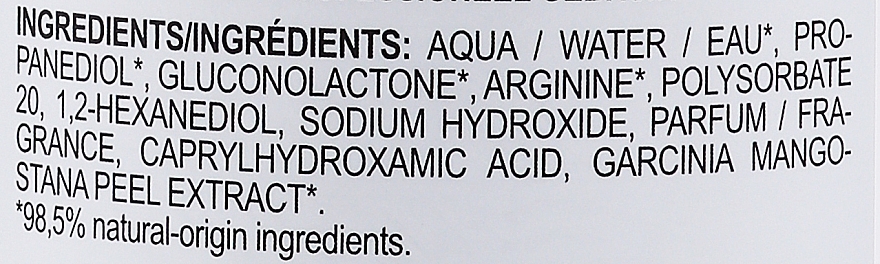 INGREDIENTS/INGRÉDIENTS: AQUA / WATER / EAU*, PRO-
PANEDIOL*, GLUCONOLACTONE*, ARGININE*, POLYSORBATE
20, 1,2-HEXANEDIOL, SODIUM HYDROXIDE, PARFUM / FRA-
GRANCE, CAPRYLHYDROXAMIC ACID, GARCINIA MANGO-
STANA PEEL EXTRACT*.
*98,5% natural-origin ingredients.